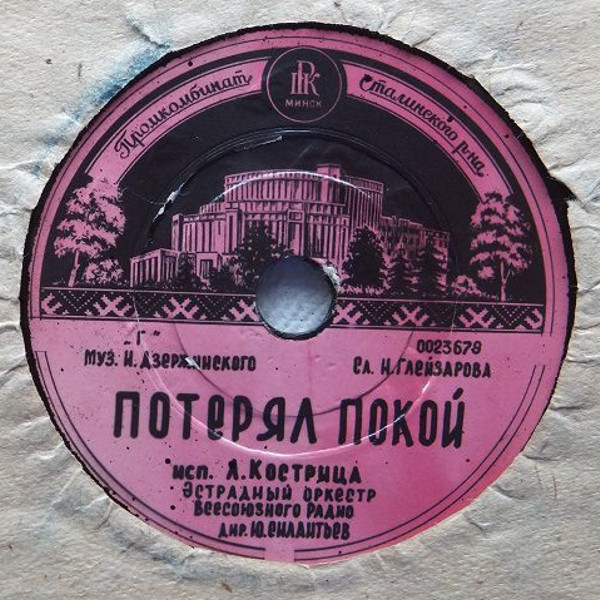 РПК
МИНСК
Промкомбинат Сталинского р-на
„Г“
0023679
Муз. И. Дзержинского Сл. Н. Глейзарова
ПОТЕРЯЛ ПОКОЙ
исп. Л. Кострица
Эстрадный оркестр
Всесоюзного Радио
дир. Ю. Силантьев